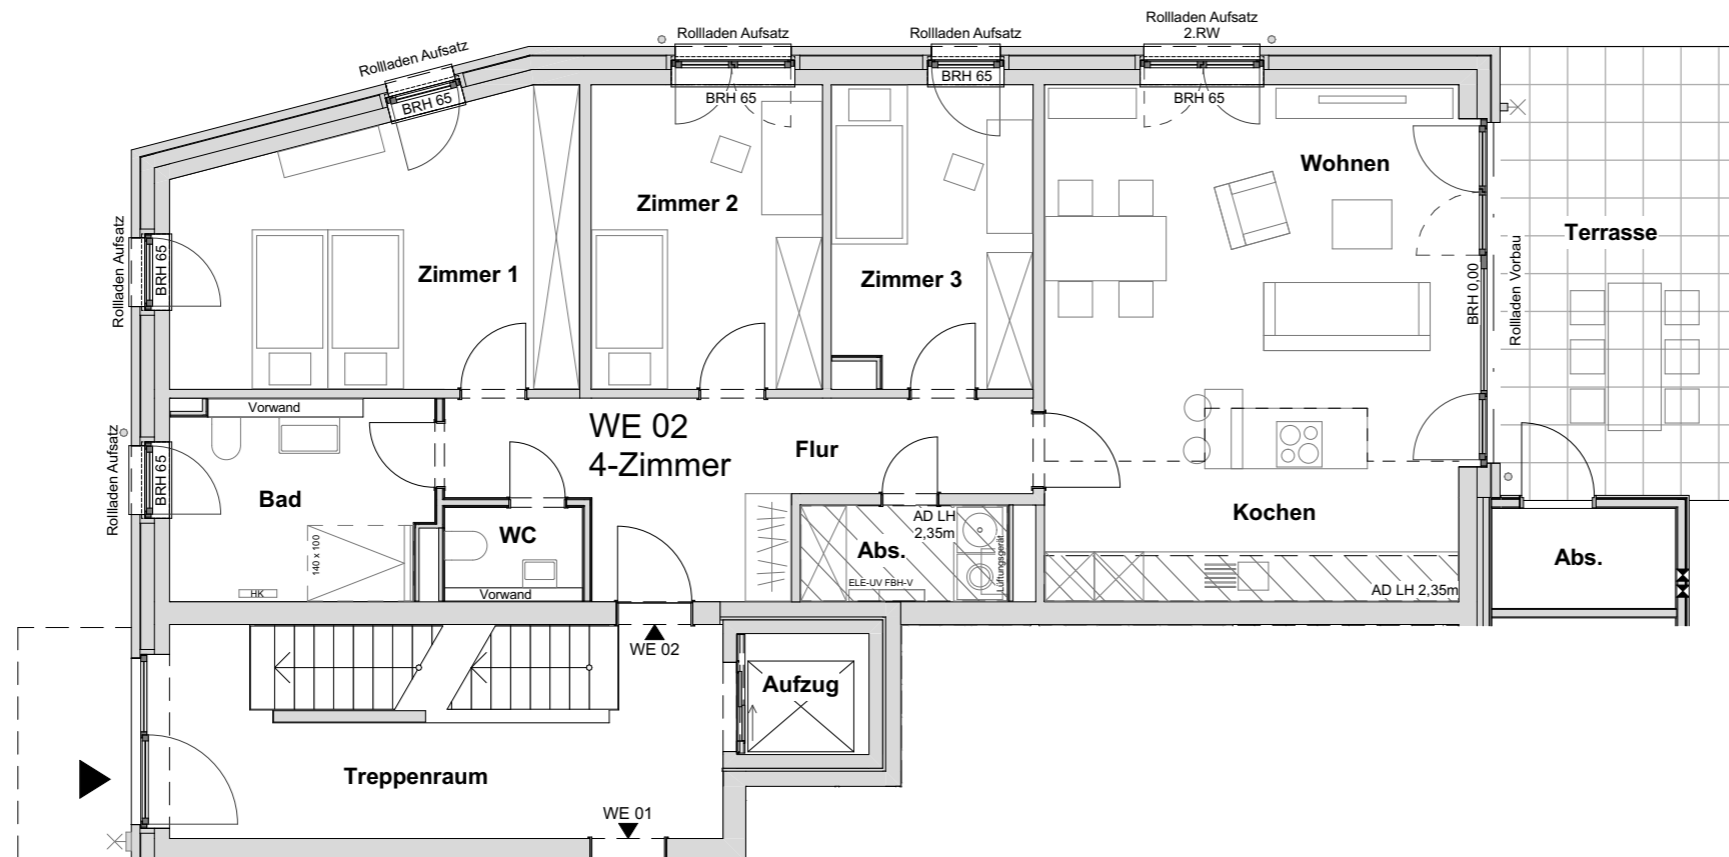 Rollladen Aufsatz
Rollladen Aufsatz
Rollladen Aufsatz
Rollladen Aufsatz
2.RW
BRH 65
BRH 65
BRH 65
BRH 65
Wohnen
Zimmer 2
Zimmer 1
Zimmer 3
Terrasse
Rollladen Aufsatz
BRH 65
BRH 0,00
Rollladen Vorbau
Vorwand
WE 02
4-Zimmer
Flur
Rollladen Aufsatz
BRH 65
Bad
WC
140 x 100
HK
Vorwand
AD LH
2,35m
Abs.
ELE-UV FBH-V
Lüftungsgerät
Kochen
AD LH 2,35m
Abs.
WE 02
Aufzug
Treppenraum
WE 01